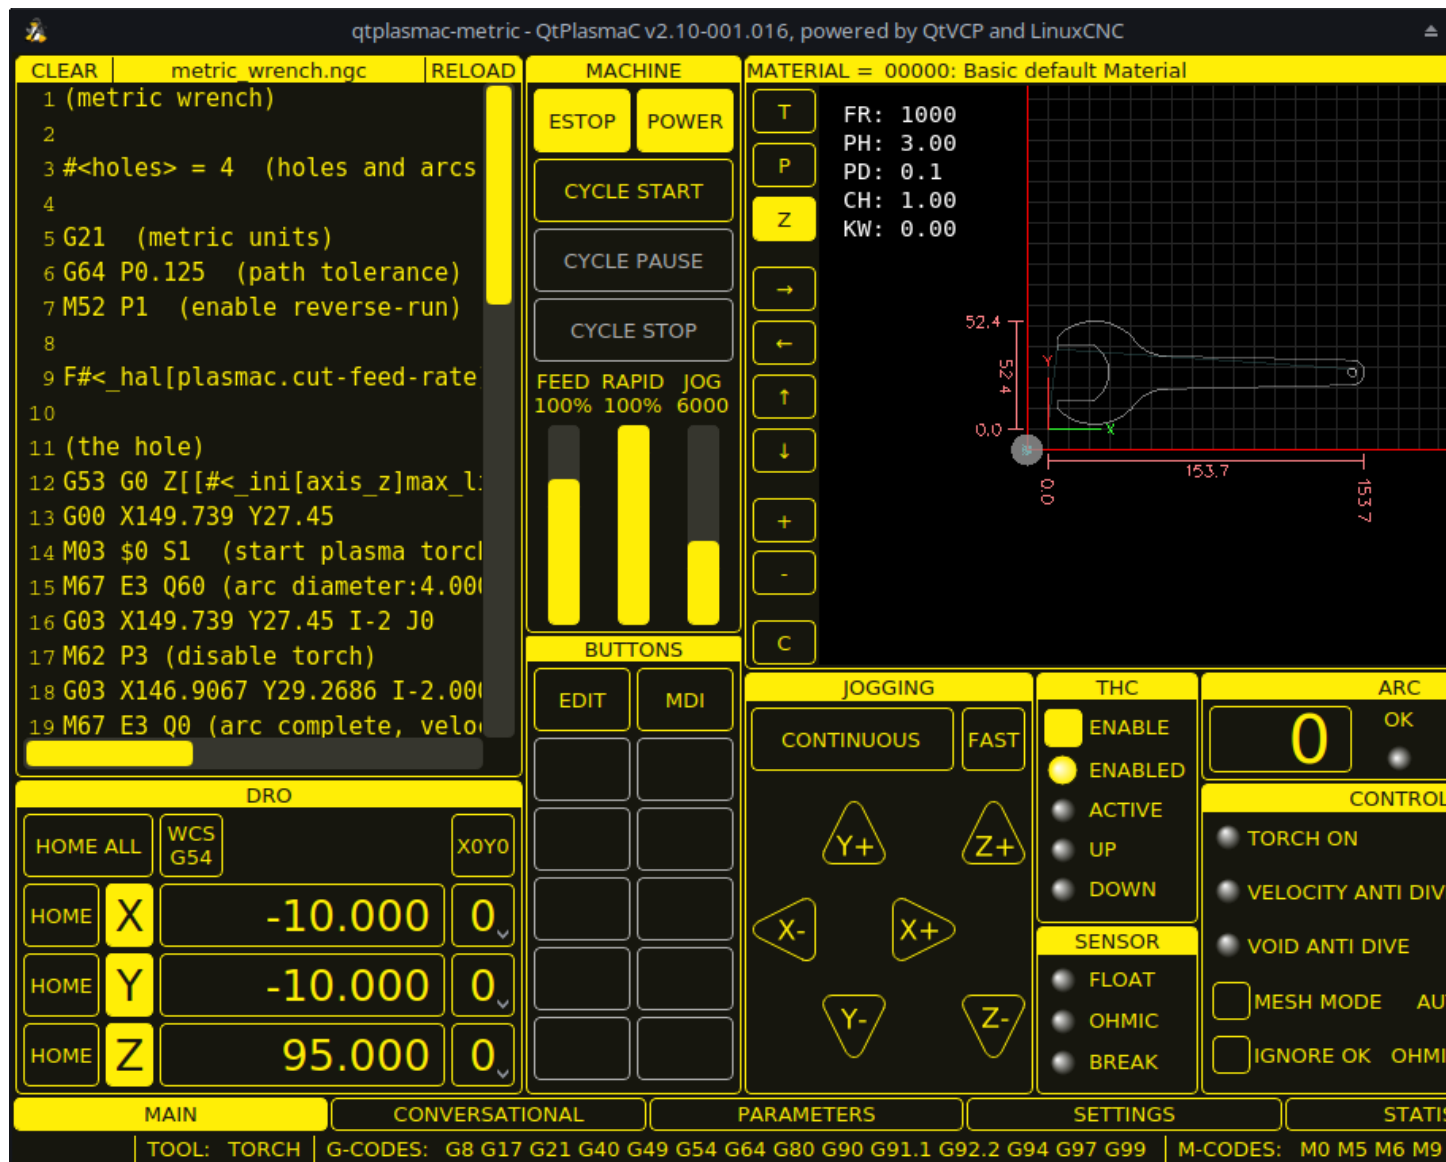 qtplasmac-metric - QtPlasmaC v2.10-001.016, powered by QtVCP and LinuxCNC
CLEAR metric_wrench.ngc RELOAD
1 (metric wrench)
2
3 #<holes> = 4 (holes and arcs
4
5 G21 (metric units)
6 G64 P0.125 (path tolerance)
7 M52 P1 (enable reverse-run)
8
9 F#<_hal[plasmac.cut-feed-rate]
10
11 (the hole)
12 G53 G0 Z[[#<_ini[axis_z]max_li
13 G00 X149.739 Y27.45
14 M03 $0 S1 (start plasma torch
15 M67 E3 Q60 (arc diameter:4.000
16 G03 X149.739 Y27.45 I-2 J0
17 M62 P3 (disable torch)
18 G03 X146.9067 Y29.2686 I-2.000
19 M67 E3 Q0 (arc complete, veloc
MACHINE
ESTOP POWER
CYCLE START
CYCLE PAUSE
CYCLE STOP
FEED RAPID JOG
100% 100% 6000
BUTTONS
EDIT MDI
MATERIAL = 00000: Basic default Material
T
P
Z
→
←
↑
↓
+
-
C
FR: 1000
PH: 3.00
PD: 0.1
CH: 1.00
KW: 0.00
52.4
52.4
0.0
Y
X
153.7
0.0
153.7
DRO
HOME ALL
WCS
G54
X0Y0
HOME X -10.000 0
HOME Y -10.000 0
HOME Z 95.000 0
JOGGING
CONTINUOUS FAST
Y+ Z+
X- X+
Y- Z-
THC
ENABLE
ENABLED
ACTIVE
UP
DOWN
SENSOR
FLOAT
OHMIC
BREAK
ARC
0 OK
CONTROL
TORCH ON
VELOCITY ANTI DIV
VOID ANTI DIVE
MESH MODE AU
IGNORE OK OHMI
MAIN CONVERSATIONAL PARAMETERS SETTINGS STATIS
TOOL: TORCH G-CODES: G8 G17 G21 G40 G49 G54 G64 G80 G90 G91.1 G92.2 G94 G97 G99 M-CODES: M0 M5 M6 M9